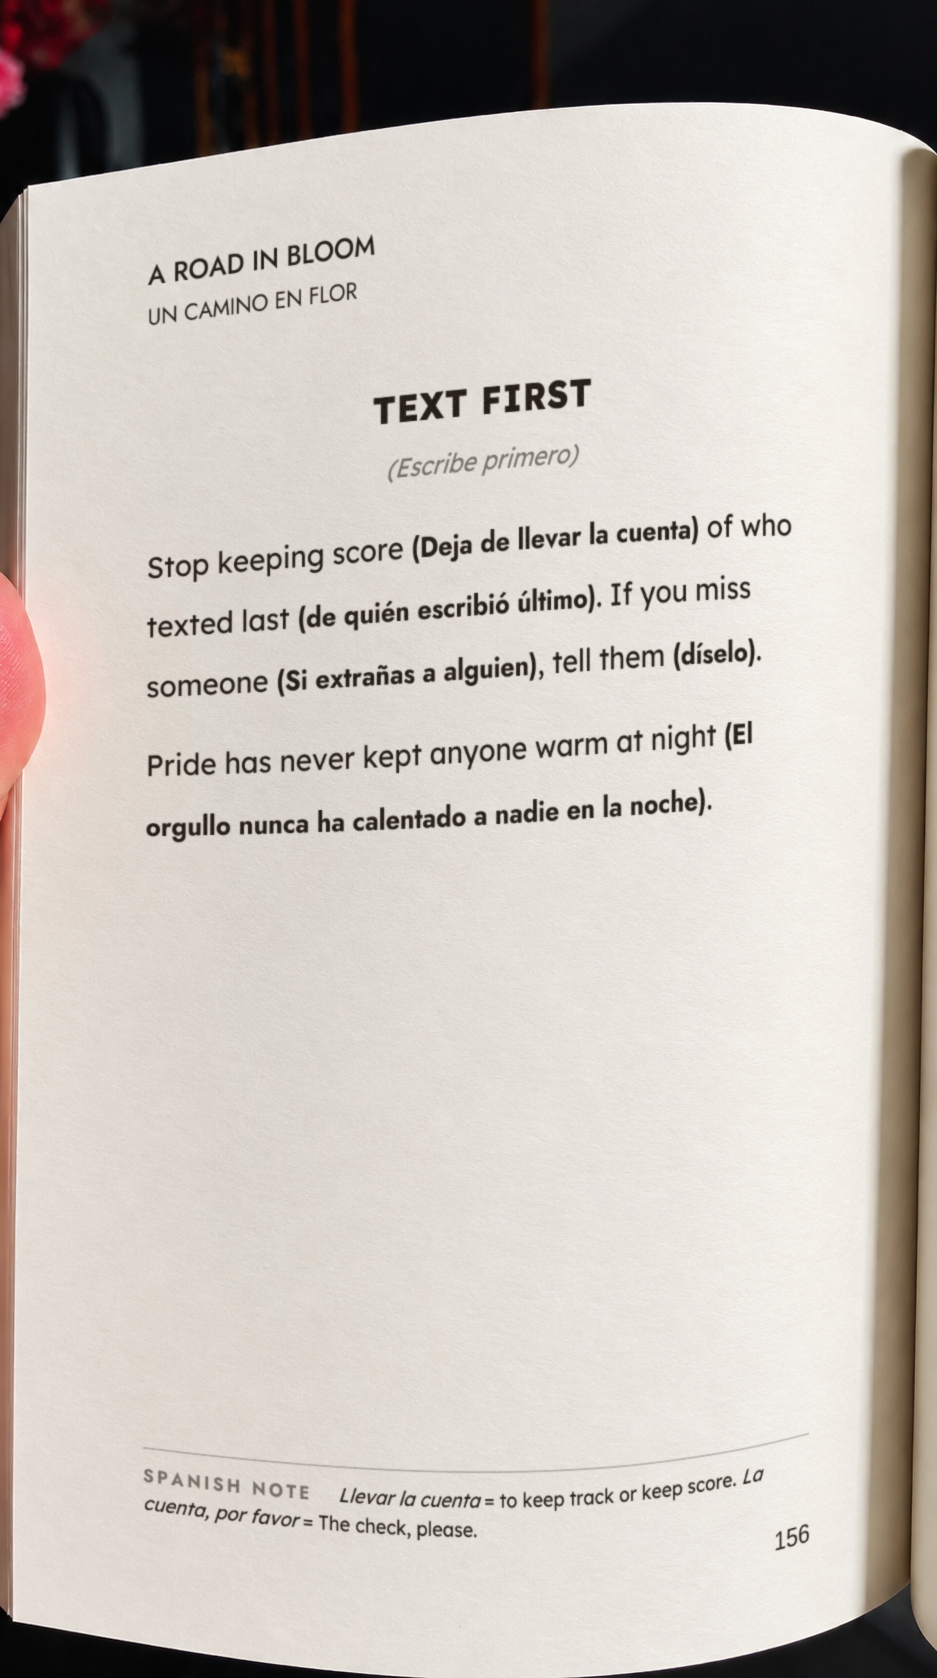 A ROAD IN BLOOM
UN CAMINO EN FLOR
TEXT FIRST
(Escribe primero)
Stop keeping score (Deja de llevar la cuenta) of who
texted last (de quién escribió último). If you miss
someone (Si extrañas a alguien), tell them (díselo).
Pride has never kept anyone warm at night (El
orgullo nunca ha calentado a nadie en la noche).
SPANISH NOTE Llevar la cuenta = to keep track or keep score. La
cuenta, por favor = The check, please.
156